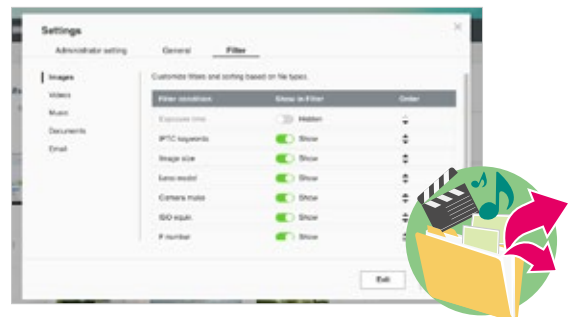 Settings
Administrator setting General Filter
Images
Videos
Music
Documents
Email
Customize filters and sorting based on file types.
Filter condition Show in Filter Order
Exposure time Hidden
IPTC keywords Show
Image size Show
Lens model Show
Camera make Show
ISO equiv. Show
F number Show
Exit